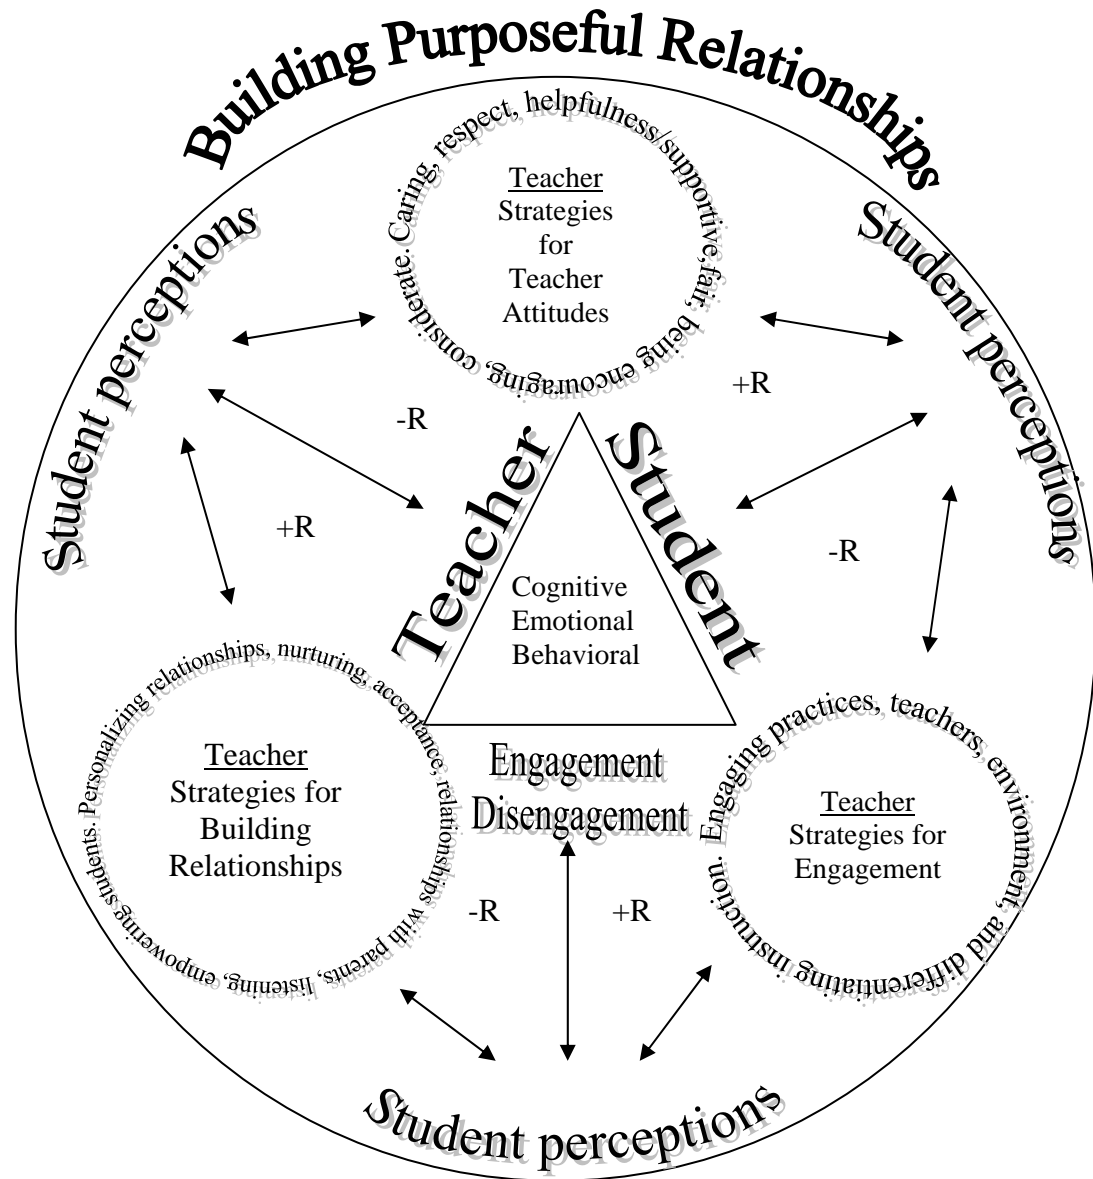 Building Purposeful Relationships
Caring, respect, helpfulness/supportive, fair, being encouraging, considerate.
Teacher
Strategies
for
Teacher
Attitudes
Student perceptions
Student perceptions
-R
+R
+R
-R
Teacher
Student
Cognitive
Emotional
Behavioral
Personalizing relationships, nurturing, acceptance, relationships with parents, listening, empowering students.
Teacher
Strategies for
Building
Relationships
Engagement
Disengagement
Engaging practices, teachers, environment, and differentiating instruction.
Teacher
Strategies for
Engagement
-R
+R
Student perceptions